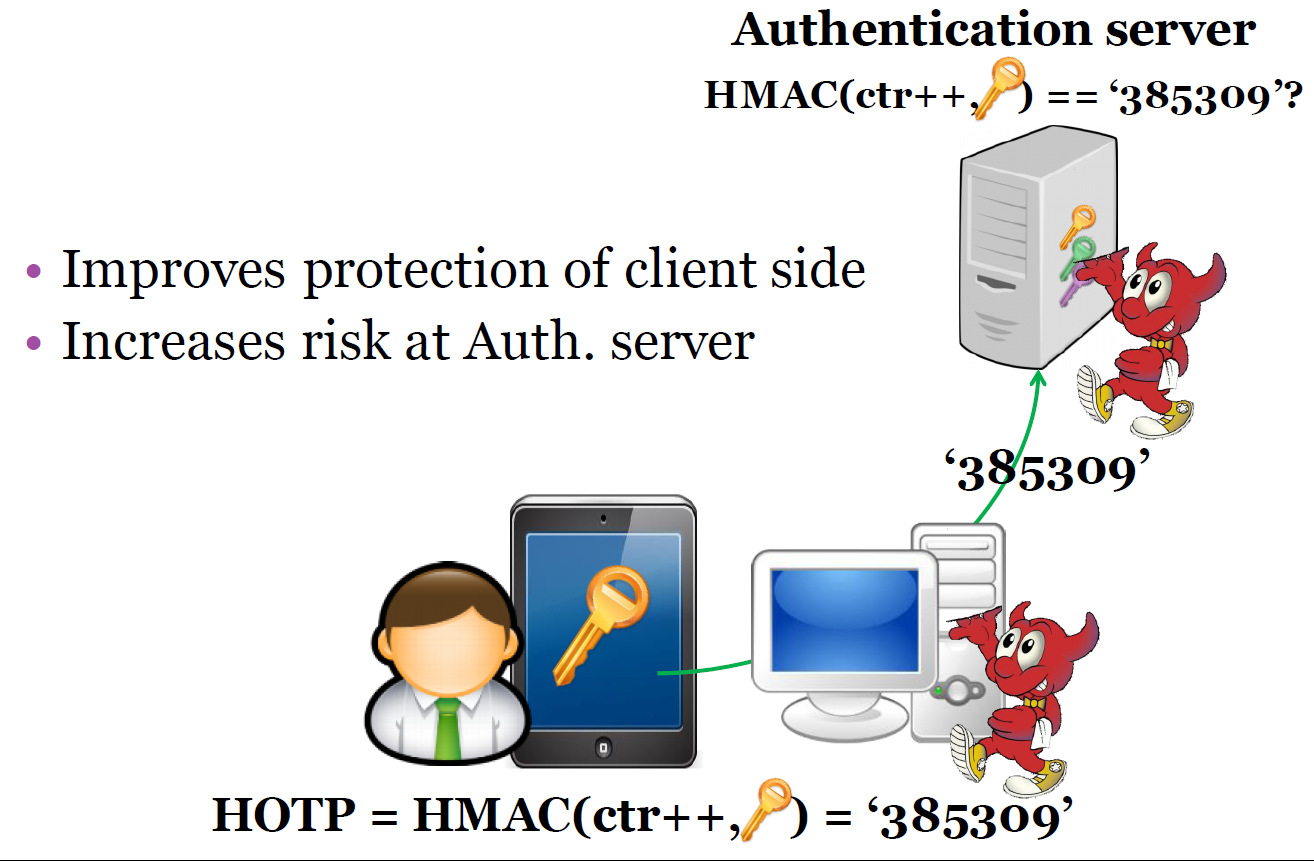 Authentication server
HMAC(ctr++, ) == ‘385309’?
• Improves protection of client side
• Increases risk at Auth. server
‘385309’
HOTP = HMAC(ctr++, ) = ‘385309’